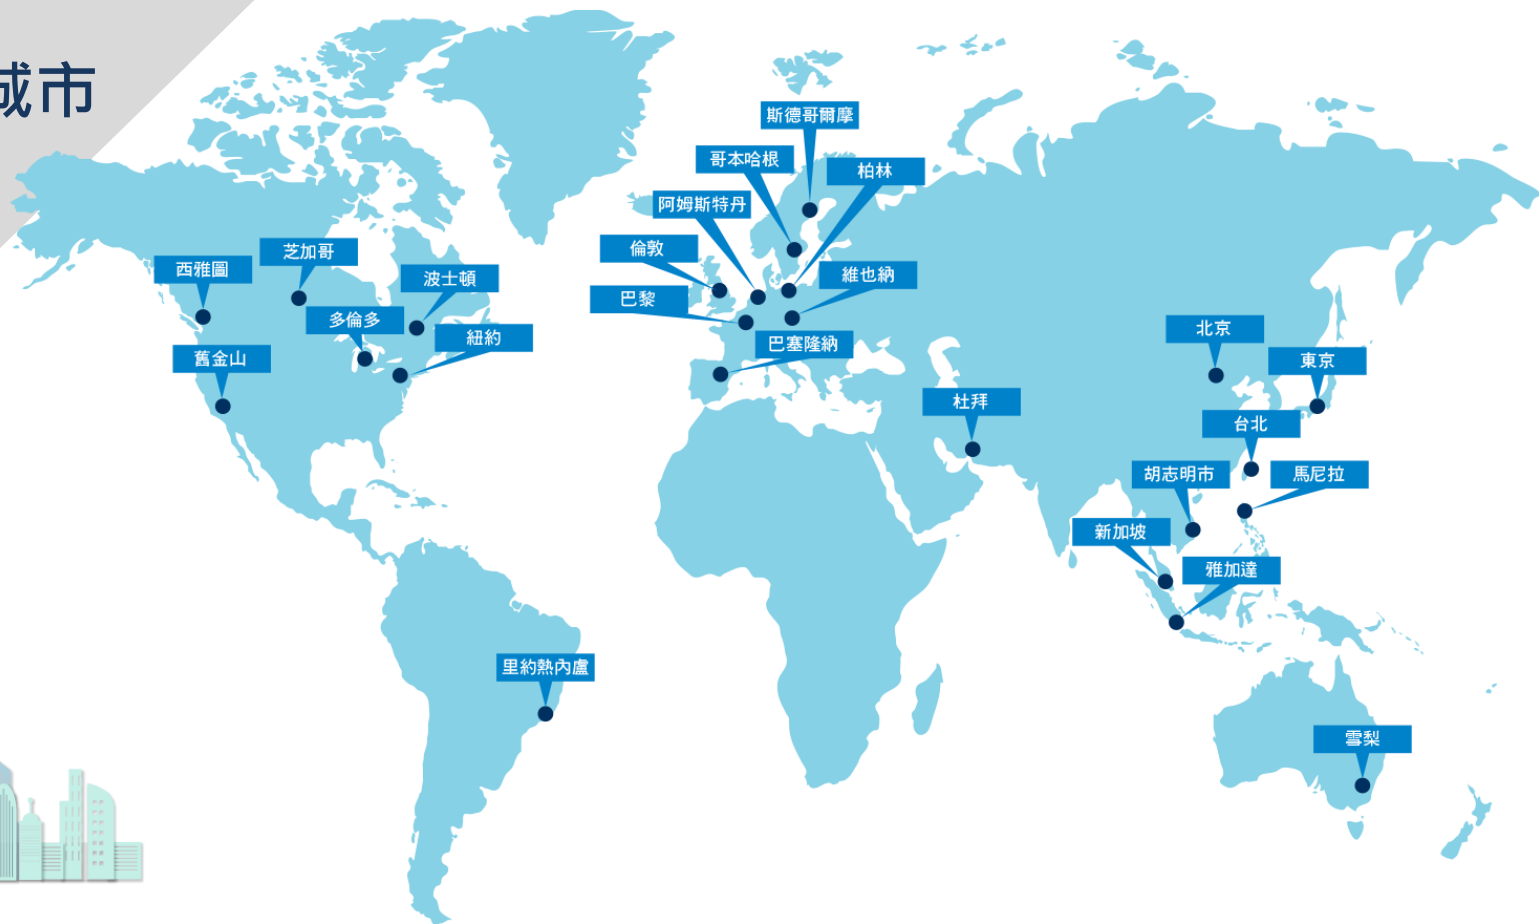 城市
斯德哥爾摩
哥本哈根
柏林
阿姆斯特丹
倫敦
維也納
巴黎
巴塞隆納
芝加哥
西雅圖
波士頓
多倫多
紐約
舊金山
北京
東京
杜拜
台北
胡志明市
馬尼拉
新加坡
雅加達
里約熱內盧
雪梨